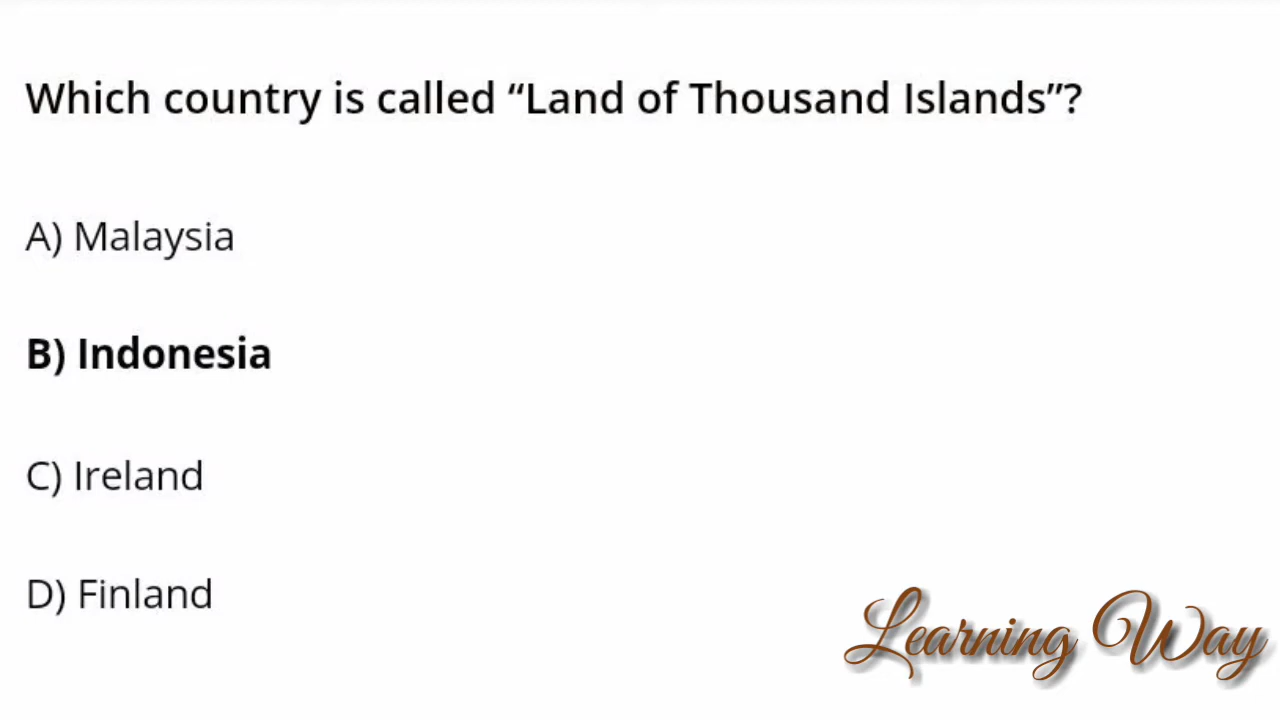 Which country is called “Land of Thousand Islands”?
A) Malaysia
B) Indonesia
C) Ireland
D) Finland
Learning Way